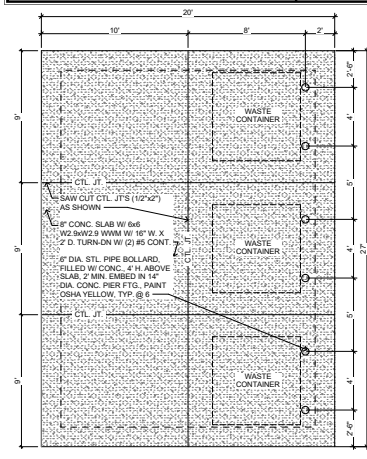 20'
10'
8'
2'
2'-6"
9'
WASTE
CONTAINER
4'
CTL. JT.
5'
SAW CUT CTL. JT'S (1/2"x2")
AS SHOWN
8" CONC. SLAB W/ 6x6
W2.9xW2.9 WWM W/ 16" W. X
2' D. TURN-DN W/ (2) #5 CONT.
CTL. JT.
9'
WASTE
CONTAINER
4'
27'
6" DIA. STL. PIPE BOLLARD,
FILLED W/ CONC., 4' H. ABOVE
SLAB, 2' MIN. EMBED IN 14"
DIA. CONC. PIER FTG., PAINT
OSHA YELLOW, TYP. @ 6
CTL. JT.
5'
9'
WASTE
CONTAINER
4'
2'-6"